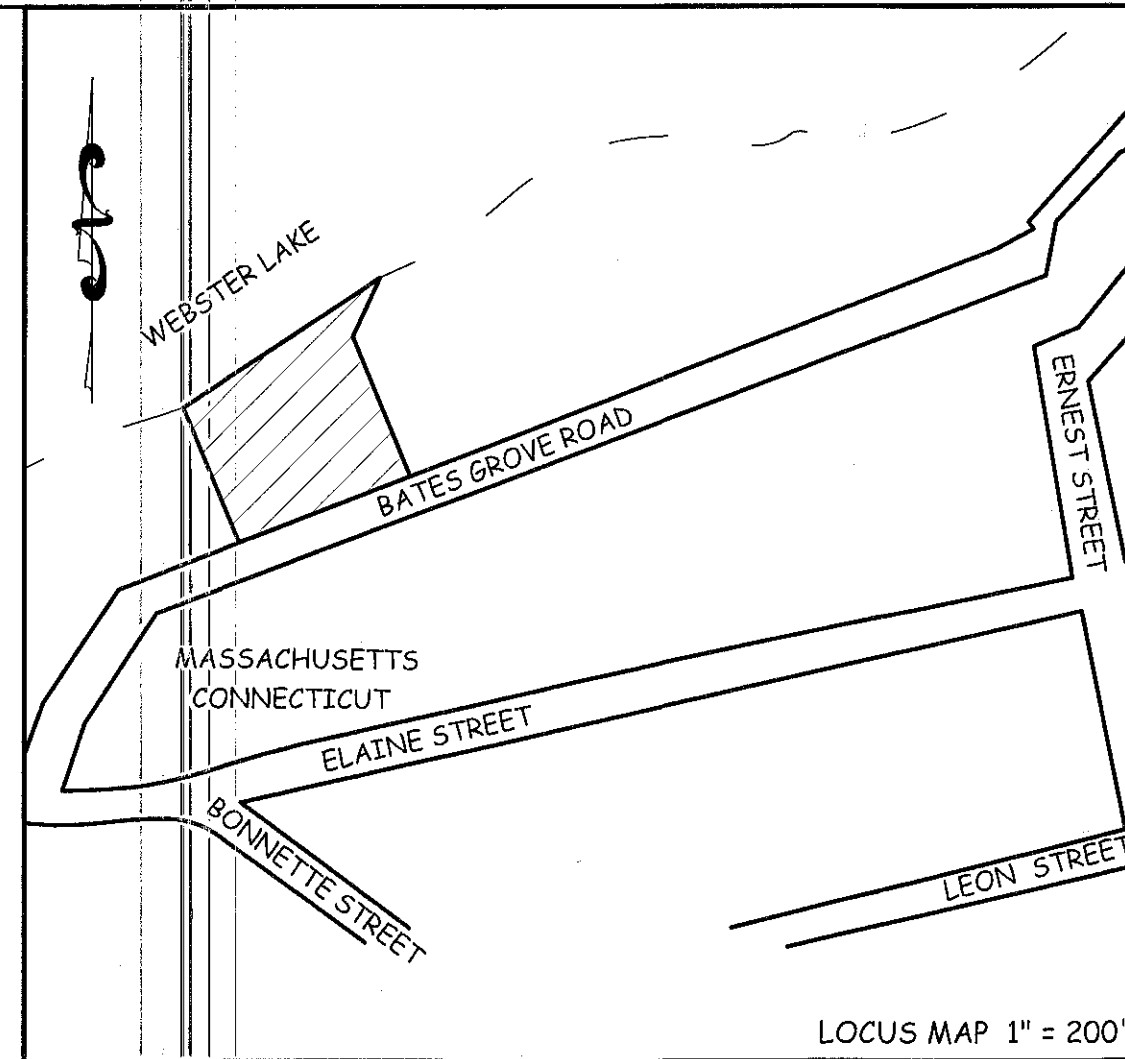 WEBSTER LAKE
BATES GROVE ROAD
ERNEST STREET
MASSACHUSETTS
CONNECTICUT
ELAINE STREET
BONNETTE STREET
LEON STREET
LOCUS MAP 1" = 200'